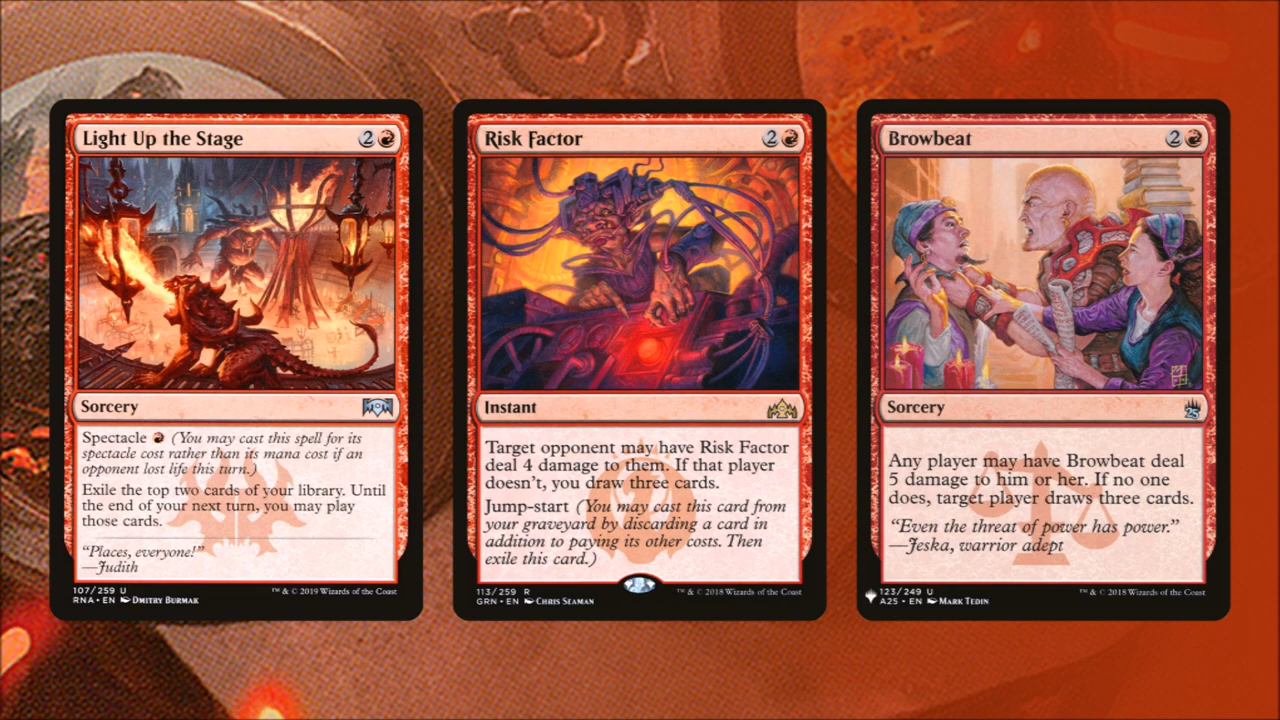 Light Up the Stage 2
Sorcery
Spectacle (You may cast this spell for its
spectacle cost rather than its mana cost if an
opponent lost life this turn.)
Exile the top two cards of your library. Until
the end of your next turn, you may play
those cards.
“Places, everyone!”
—Judith
107/259 U
RNA • EN Dmitry Burmak
™ & © 2019 Wizards of the Coast
Risk Factor 2
Instant
Target opponent may have Risk Factor
deal 4 damage to them. If that player
doesn't, you draw three cards.
Jump-start (You may cast this card from
your graveyard by discarding a card in
addition to paying its other costs. Then
exile this card.)
113/259 R
GRN • EN Chris Seaman
™ & © 2018 Wizards of the Coast
Browbeat 2
Sorcery
25
Any player may have Browbeat deal
5 damage to him or her. If no one
does, target player draws three cards.
“Even the threat of power has power.”
—Jeska, warrior adept
123/249 U
A25 • EN Mark Tedin
™ & © 2018 Wizards of the Coast